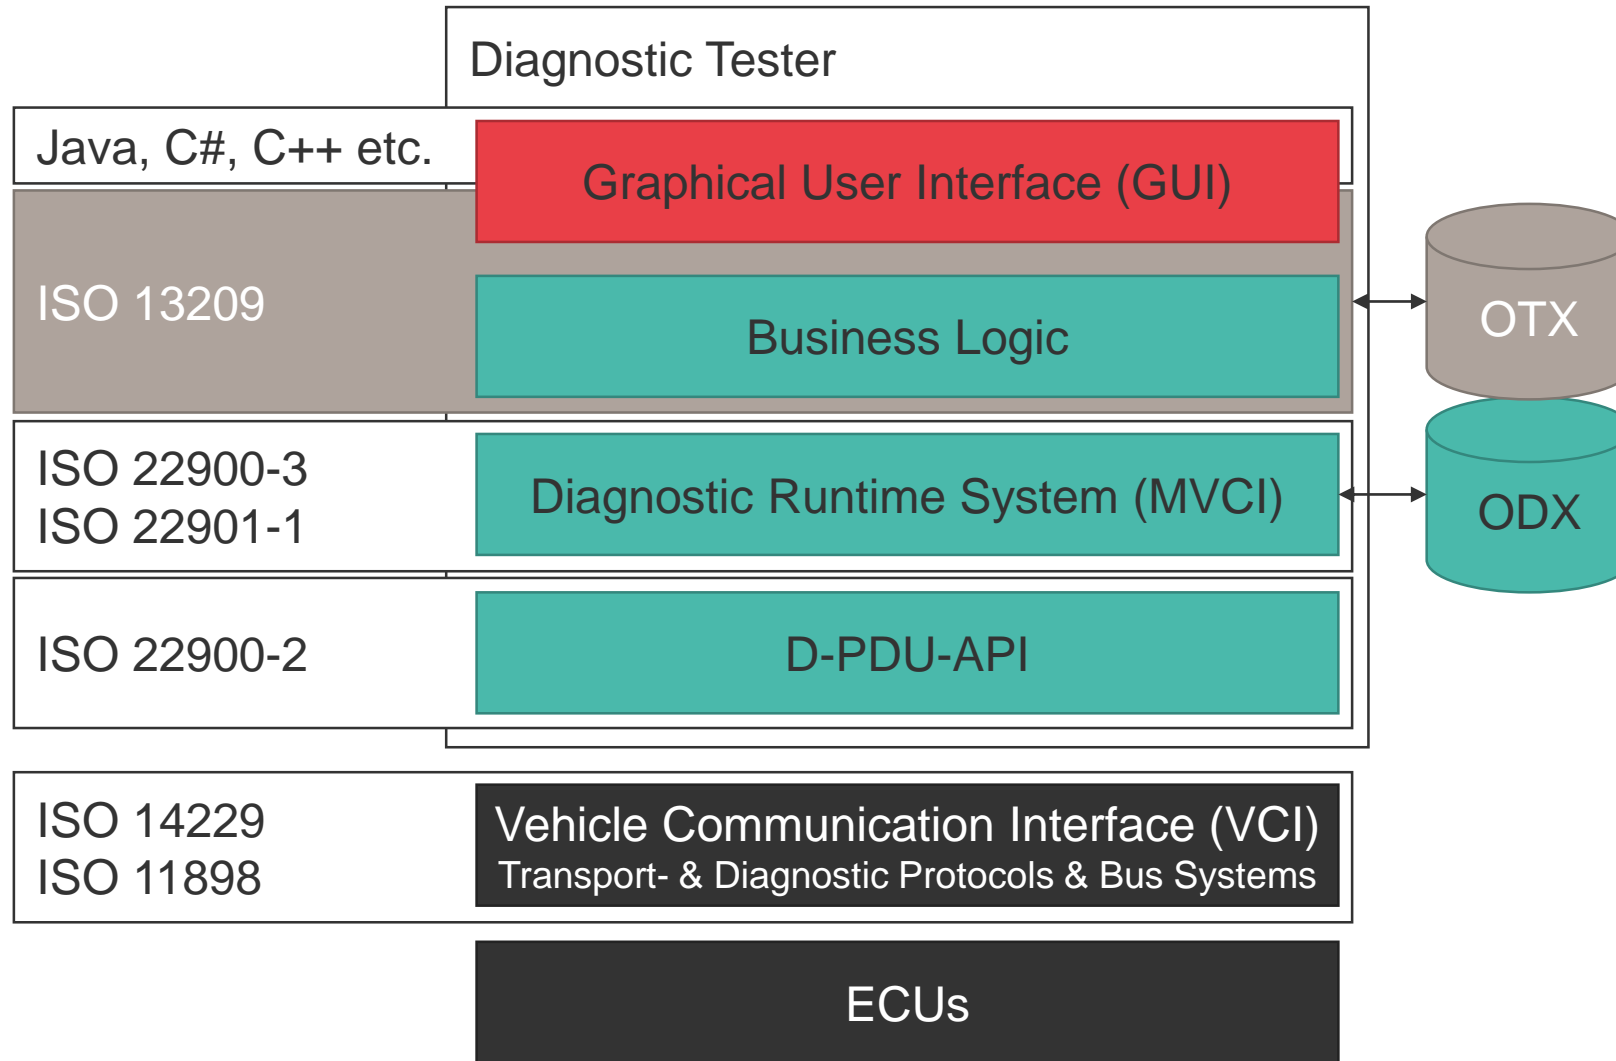 Diagnostic Tester
Java, C#, C++ etc.
Graphical User Interface (GUI)
ISO 13209
Business Logic
OTX
ISO 22900-3
ISO 22901-1
Diagnostic Runtime System (MVCI)
ODX
ISO 22900-2
D-PDU-API
ISO 14229
ISO 11898
Vehicle Communication Interface (VCI)
Transport- & Diagnostic Protocols & Bus Systems
ECUs